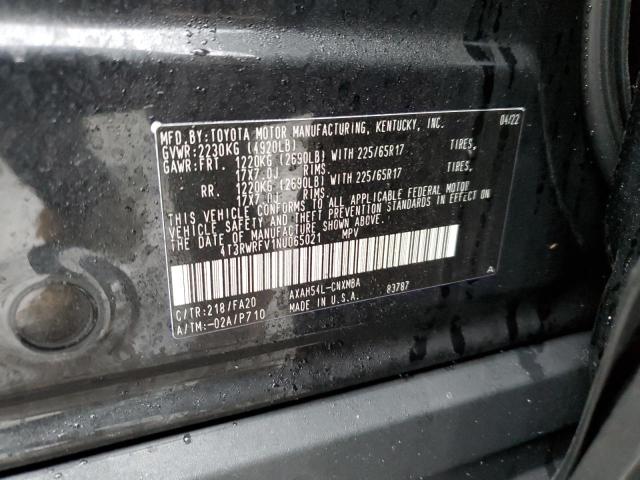 MFD.BY:TOYOTA MOTOR MANUFACTURING, KENTUCKY, INC. 04/22
GVWR:2230KG (4920LB)
GAWR:FRT. 1220KG (2690LB) WITH 225/65R17 TIRES,
17X7.0J RIMS
RR. 1220KG (2690LB) WITH 225/65R17 TIRES,
17X7.0J RIMS
THIS VEHICLE CONFORMS TO ALL APPLICABLE FEDERAL MOTOR
VEHICLE SAFETY AND THEFT PREVENTION STANDARDS IN EFFECT ON
THE DATE OF MANUFACTURE SHOWN ABOVE.
4T3RWRFV1NU065021 MPV
C/TR:218/FA20 AXAH54L-CNXMBA 83787 A
A/TM:-02A/P710 MADE IN U.S.A.